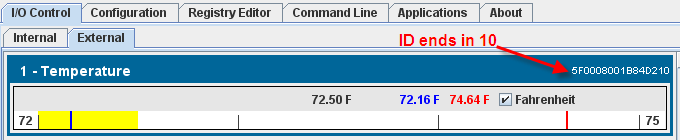 I/O Control Configuration Registry Editor Command Line Applications About
Internal External
ID ends in 10
1 - Temperature 5F0008001B84D210
72.50 F 72.16 F 74.64 F Fahrenheit
72 75